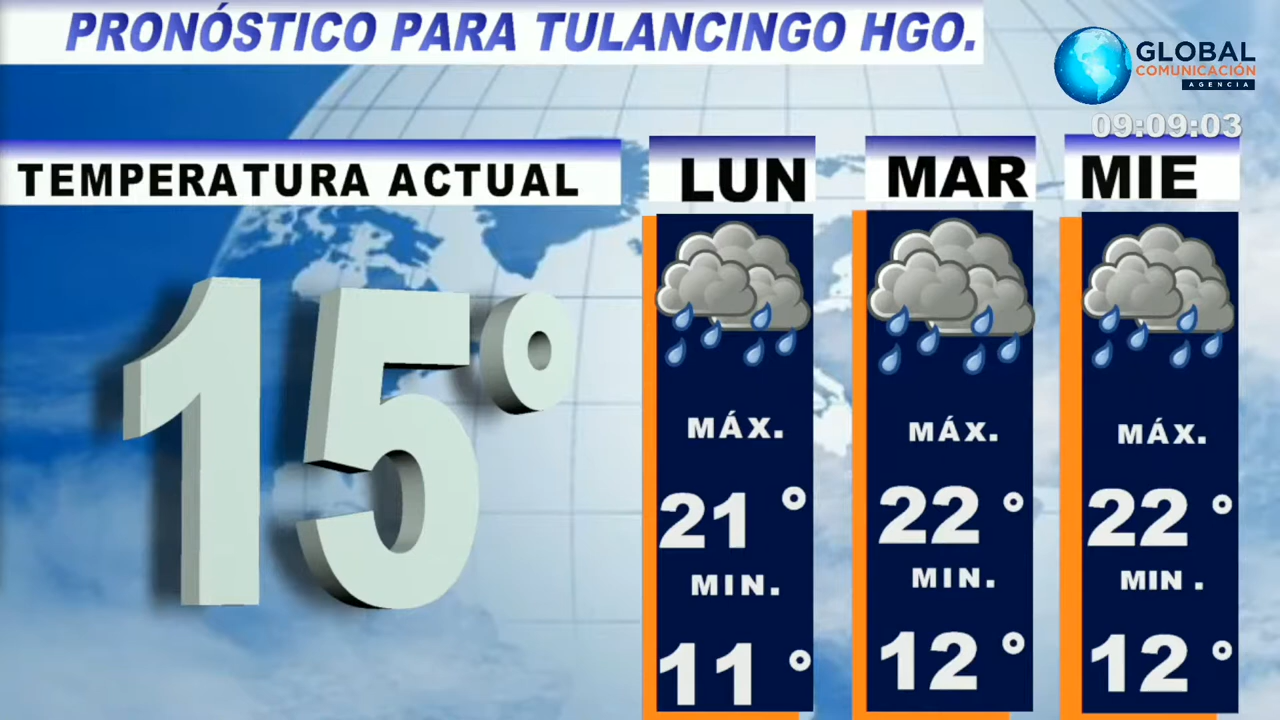 PRONÓSTICO PARA TULANCINGO HGO.
GLOBAL
COMUNICACIÓN
AGENCIA
09:09:03
TEMPERATURA ACTUAL
15°
LUN
MÁX.
21 °
MIN.
11 °
MAR
MÁX.
22 °
MIN.
12 °
MIE
MÁX.
22 °
MIN .
12 °